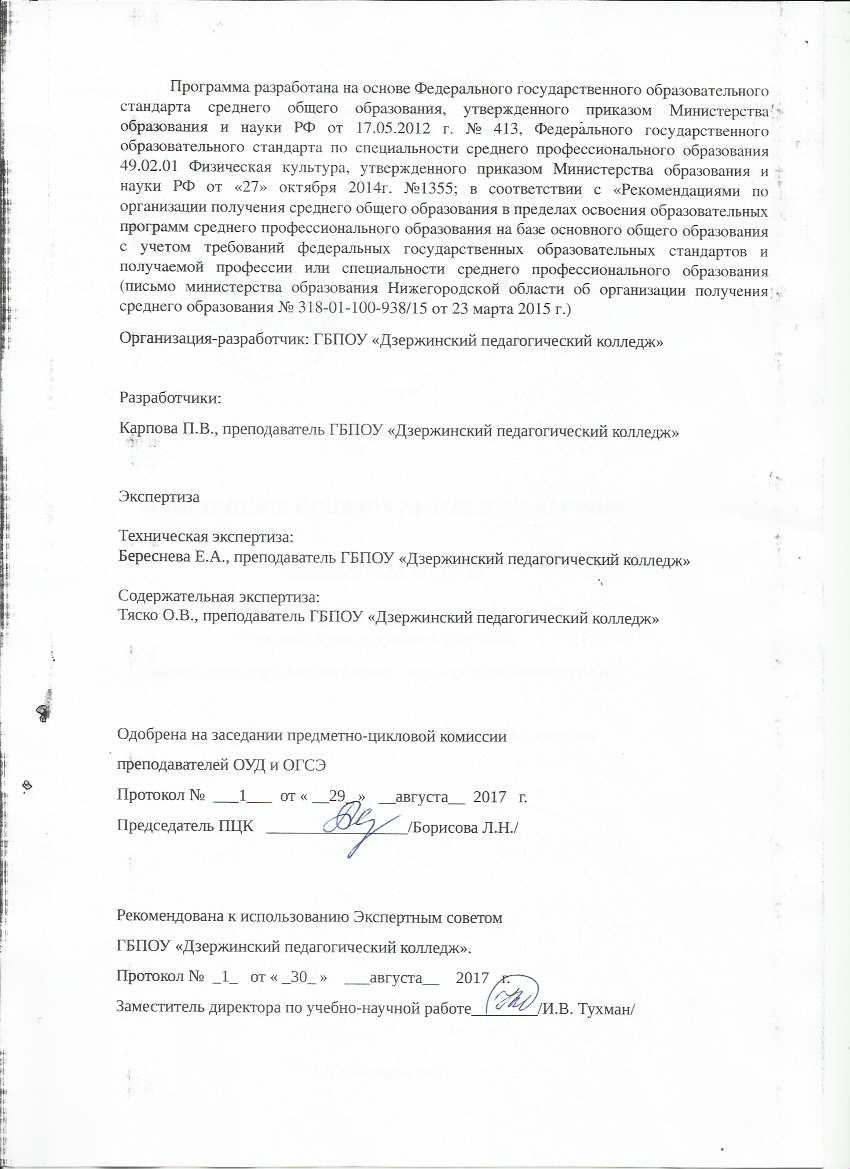 Программа разработана на основе Федерального государственного образовательного
стандарта среднего общего образования, утвержденного приказом Министерства
образования и науки РФ от 17.05.2012 г. № 413, Федерального государственного
образовательного стандарта по специальности среднего профессионального образования
49.02.01 Физическая культура, утвержденного приказом Министерства образования и
науки РФ от «27» октября 2014г. №1355; в соответствии с «Рекомендациями по
организации получения среднего общего образования в пределах освоения образовательных
программ среднего профессионального образования на базе основного общего образования
с учетом требований федеральных государственных образовательных стандартов и
получаемой профессии или специальности среднего профессионального образования
(письмо министерства образования Нижегородской области об организации получения
среднего образования № 318-01-100-938/15 от 23 марта 2015 г.)
Организация-разработчик: ГБПОУ «Дзержинский педагогический колледж»
Разработчики:
Карпова П.В., преподаватель ГБПОУ «Дзержинский педагогический колледж»
Экспертиза
Техническая экспертиза:
Береснева Е.А., преподаватель ГБПОУ «Дзержинский педагогический колледж»
Содержательная экспертиза:
Тяско О.В., преподаватель ГБПОУ «Дзержинский педагогический колледж»
Одобрена на заседании предметно-цикловой комиссии
преподавателей ОУД и ОГСЭ
Протокол № ___1___ от « __29_ » __августа__ 2017 г.
Председатель ПЦК _________________/Борисова Л.Н./
Рекомендована к использованию Экспертным советом
ГБПОУ «Дзержинский педагогический колледж».
Протокол № _1_ от « _30_ » ___августа__ 2017 г.
Заместитель директора по учебно-научной работе________/И.В. Тухман/